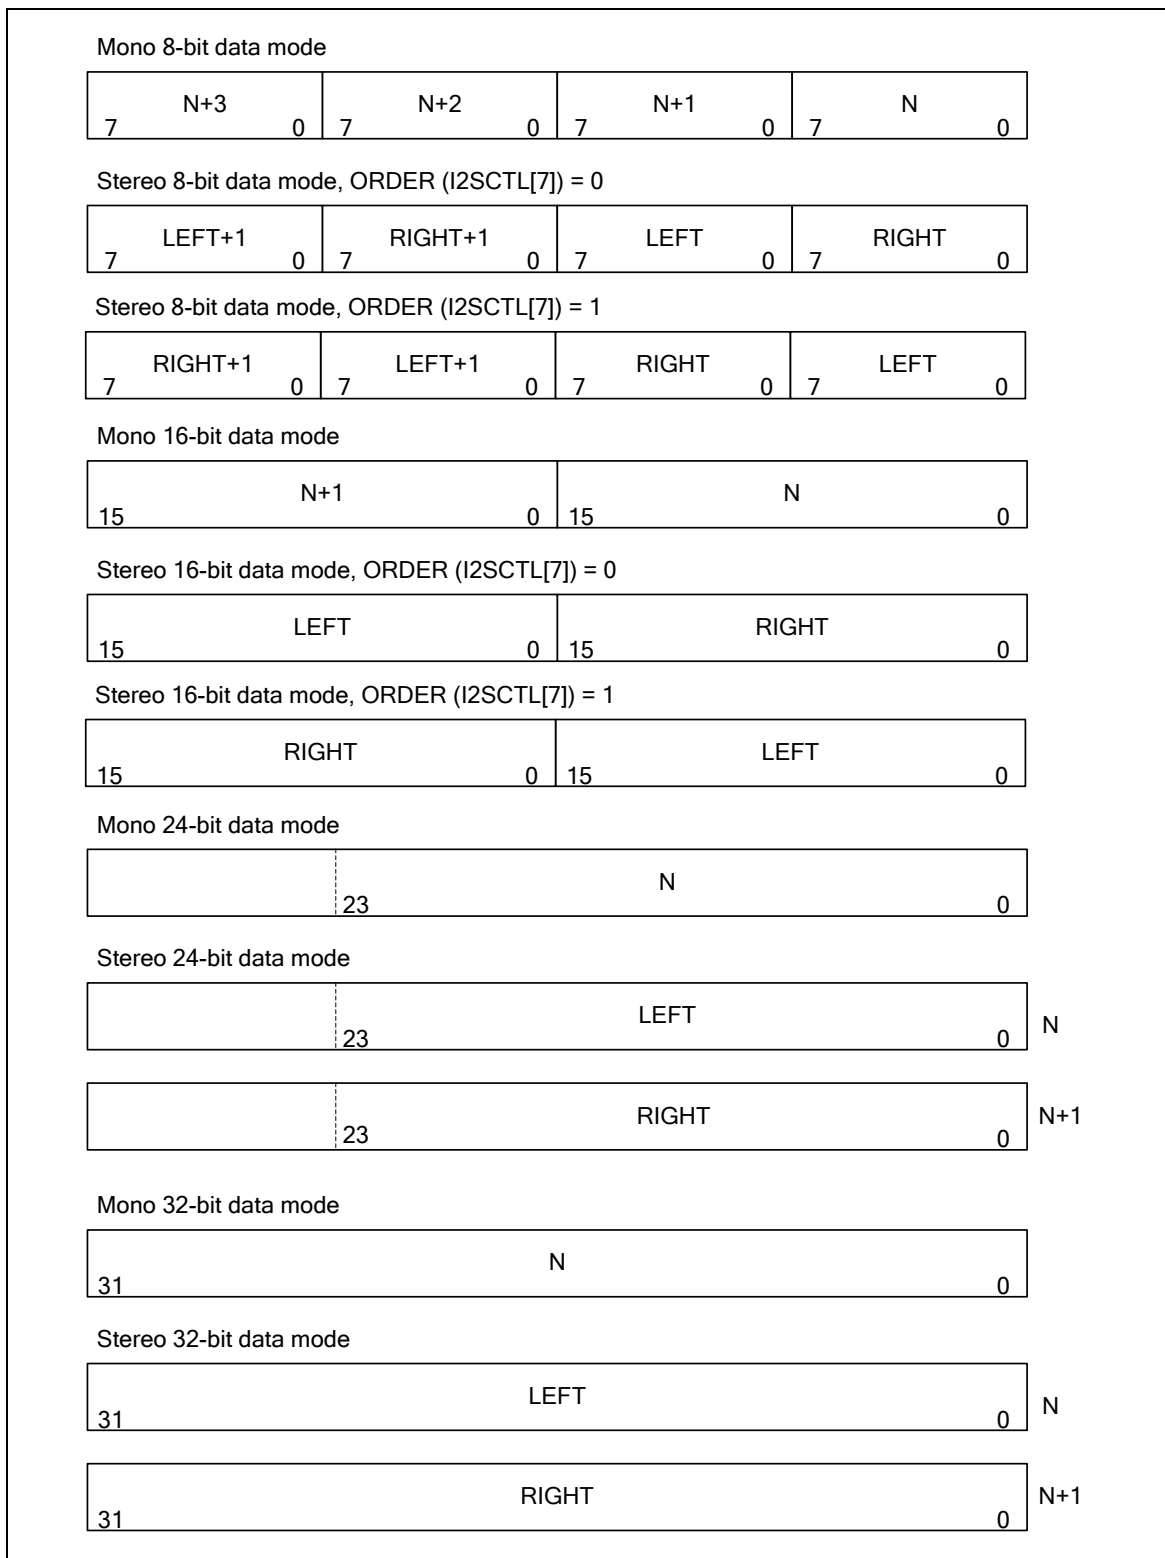 Mono 8-bit data mode
N+3 N+2 N+1 N
7 0 7 0 7 0 7 0
Stereo 8-bit data mode, ORDER (I2SCTL[7]) = 0
LEFT+1 RIGHT+1 LEFT RIGHT
7 0 7 0 7 0 7 0
Stereo 8-bit data mode, ORDER (I2SCTL[7]) = 1
RIGHT+1 LEFT+1 RIGHT LEFT
7 0 7 0 7 0 7 0
Mono 16-bit data mode
N+1 N
15 0 15 0
Stereo 16-bit data mode, ORDER (I2SCTL[7]) = 0
LEFT RIGHT
15 0 15 0
Stereo 16-bit data mode, ORDER (I2SCTL[7]) = 1
RIGHT LEFT
15 0 15 0
Mono 24-bit data mode
N
23 0
Stereo 24-bit data mode
LEFT N
23 0
RIGHT N+1
23 0
Mono 32-bit data mode
N
31 0
Stereo 32-bit data mode
LEFT N
31 0
RIGHT N+1
31 0